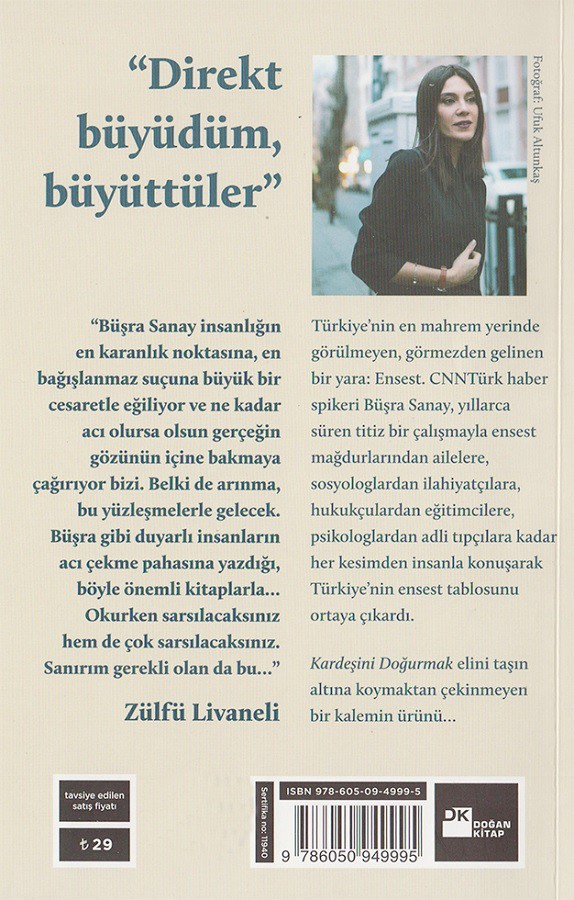 “Direkt
büyüdüm,
büyüttüler”
Fotoğraf: Ufuk Altunkaş
“Büşra Sanay insanlığın
en karanlık noktasına, en
bağışlanmaz suçuna büyük bir
cesaretle eğiliyor ve ne kadar
acı olursa olsun gerçeğin
gözünün içine bakmaya
çağırıyor bizi. Belki de arınma,
bu yüzleşmelerle gelecek.
Büşra gibi duyarlı insanların
acı çekme pahasına yazdığı,
böyle önemli kitaplarla...
Okurken sarsılacaksınız
hem de çok sarsılacaksınız.
Sanırım gerekli olan da bu...”
Zülfü Livaneli
Türkiye’nin en mahrem yerinde
görülmeyen, görmezden gelinen
bir yara: Ensest. CNNTürk haber
spikeri Büşra Sanay, yıllarca
süren titiz bir çalışmayla ensest
mağdurlarından ailelere,
sosyologlardan ilahiyatçılara,
hukukçulardan eğitimcilere,
psikologlardan adli tıpçılara kadar
her kesimden insanla konuşarak
Türkiye’nin ensest tablosunu
ortaya çıkardı.
Kardeşini Doğurmak elini taşın
altına koymaktan çekinmeyen
bir kalemin ürünü...
tavsiye edilen
satış fiyatı
₺ 29
Sertifika no: 11940
ISBN 978-605-09-4999-5
9 786050 949995
DK
DOĞAN
KİTAP